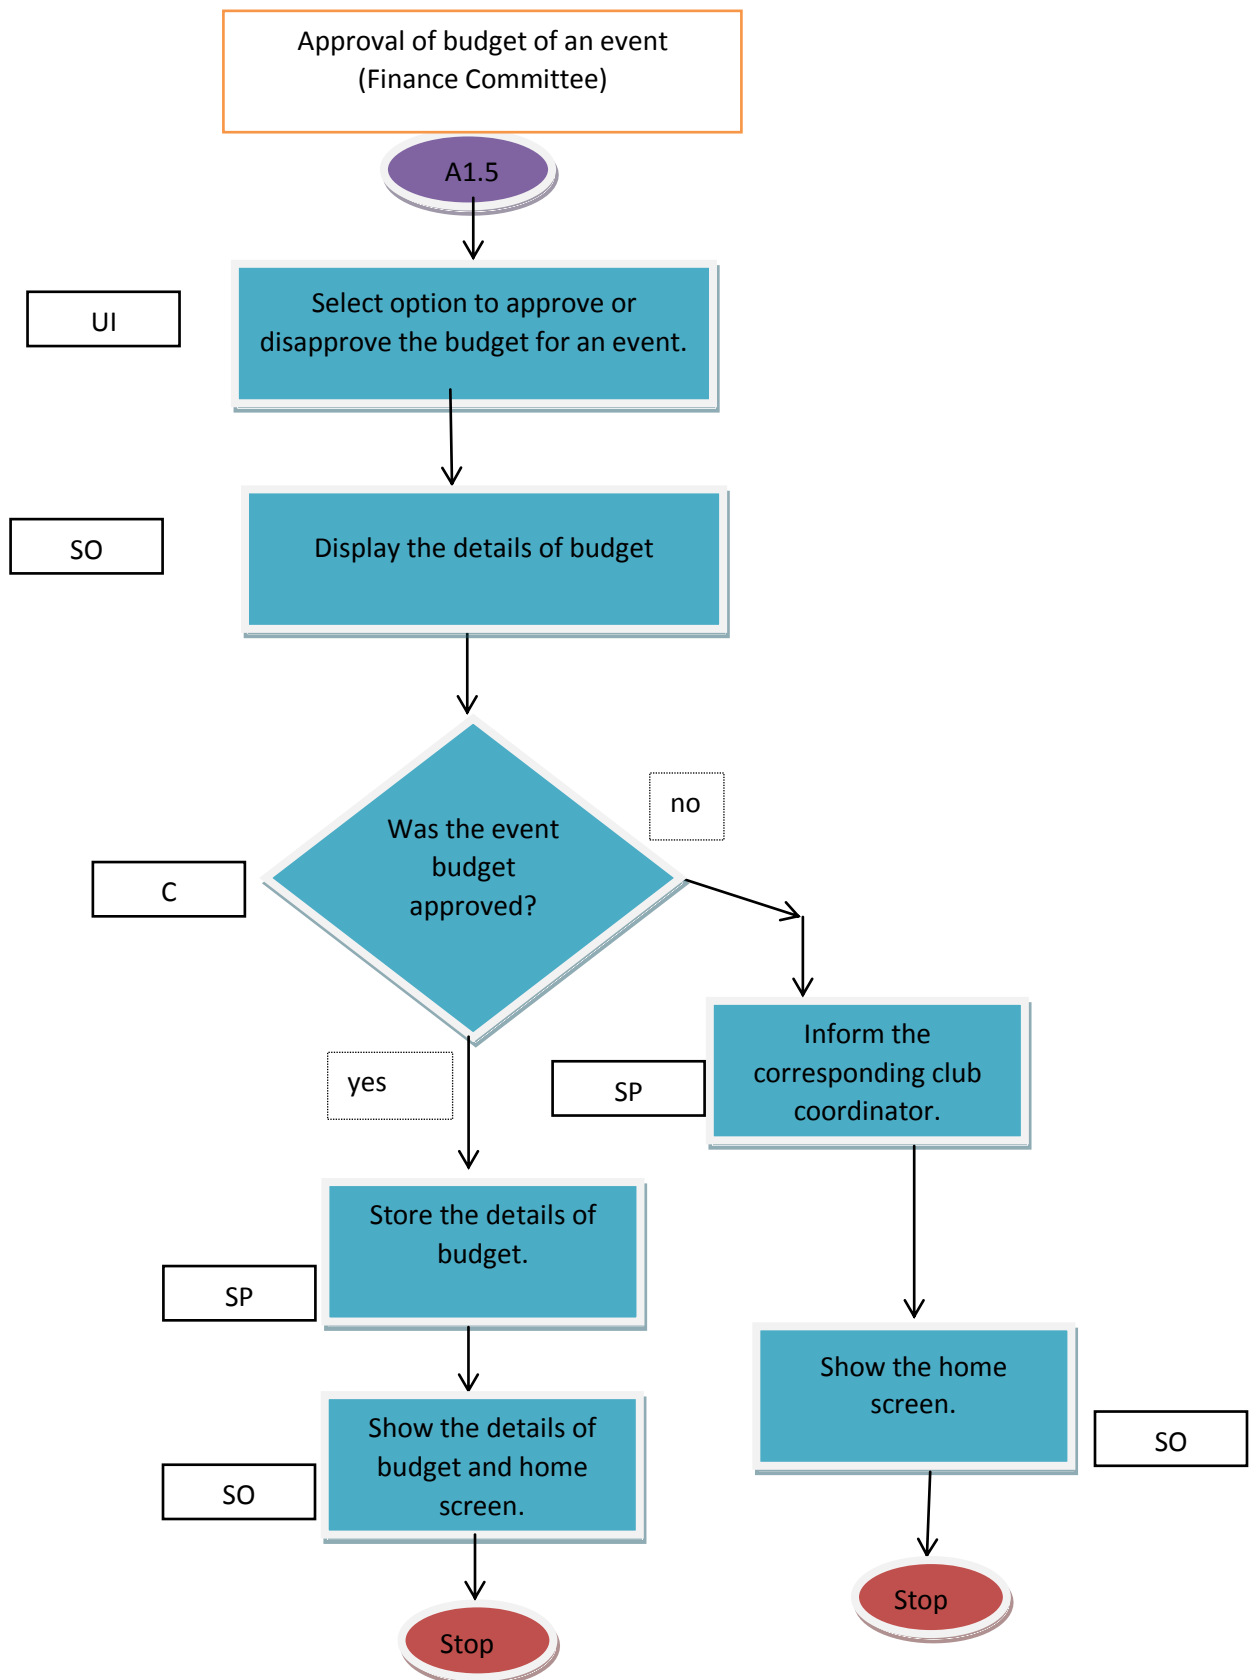 Approval of budget of an event
(Finance Committee)
A1.5
UI
Select option to approve or
disapprove the budget for an event.
SO
Display the details of budget
no
C
Was the event
budget
approved?
yes
SP
Inform the
corresponding club
coordinator.
SP
Store the details of
budget.
Show the home
screen.
SO
SO
Show the details of
budget and home
screen.
Stop
Stop